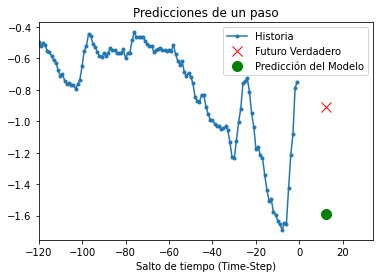 Predicciones de un paso
Historia
Futuro Verdadero
Predicción del Modelo
−0.4
−0.6
−0.8
−1.0
−1.2
−1.4
−1.6
−120 −100 −80 −60 −40 −20 0 20
Salto de tiempo (Time-Step)